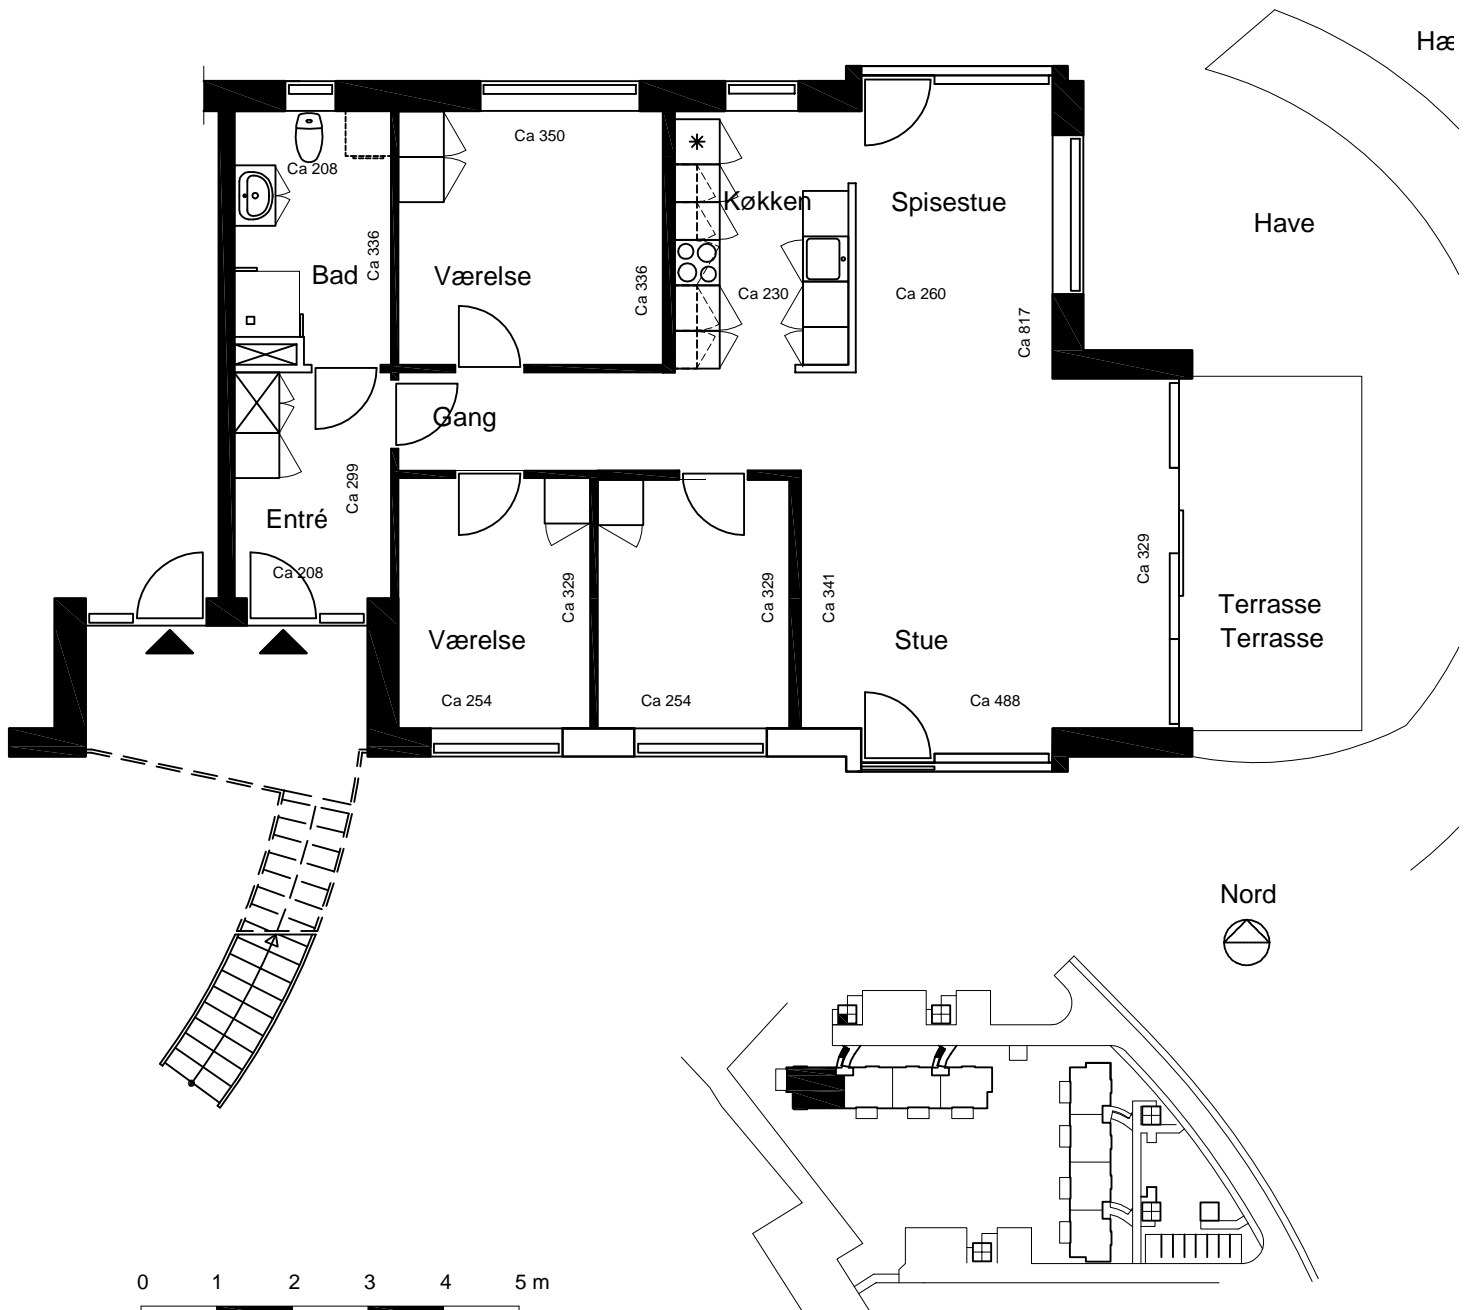 Hæ
Ca 350
Ca 208
Køkken
Spisestue
Have
Ca 336
Bad
Værelse
Ca 336
Ca 230
Ca 260
Ca 817
Gang
Ca 299
Entré
Ca 208
Ca 329
Ca 329
Ca 341
Ca 329
Terrasse
Terrasse
Værelse
Stue
Ca 254
Ca 254
Ca 488
Nord
0 1 2 3 4 5 m